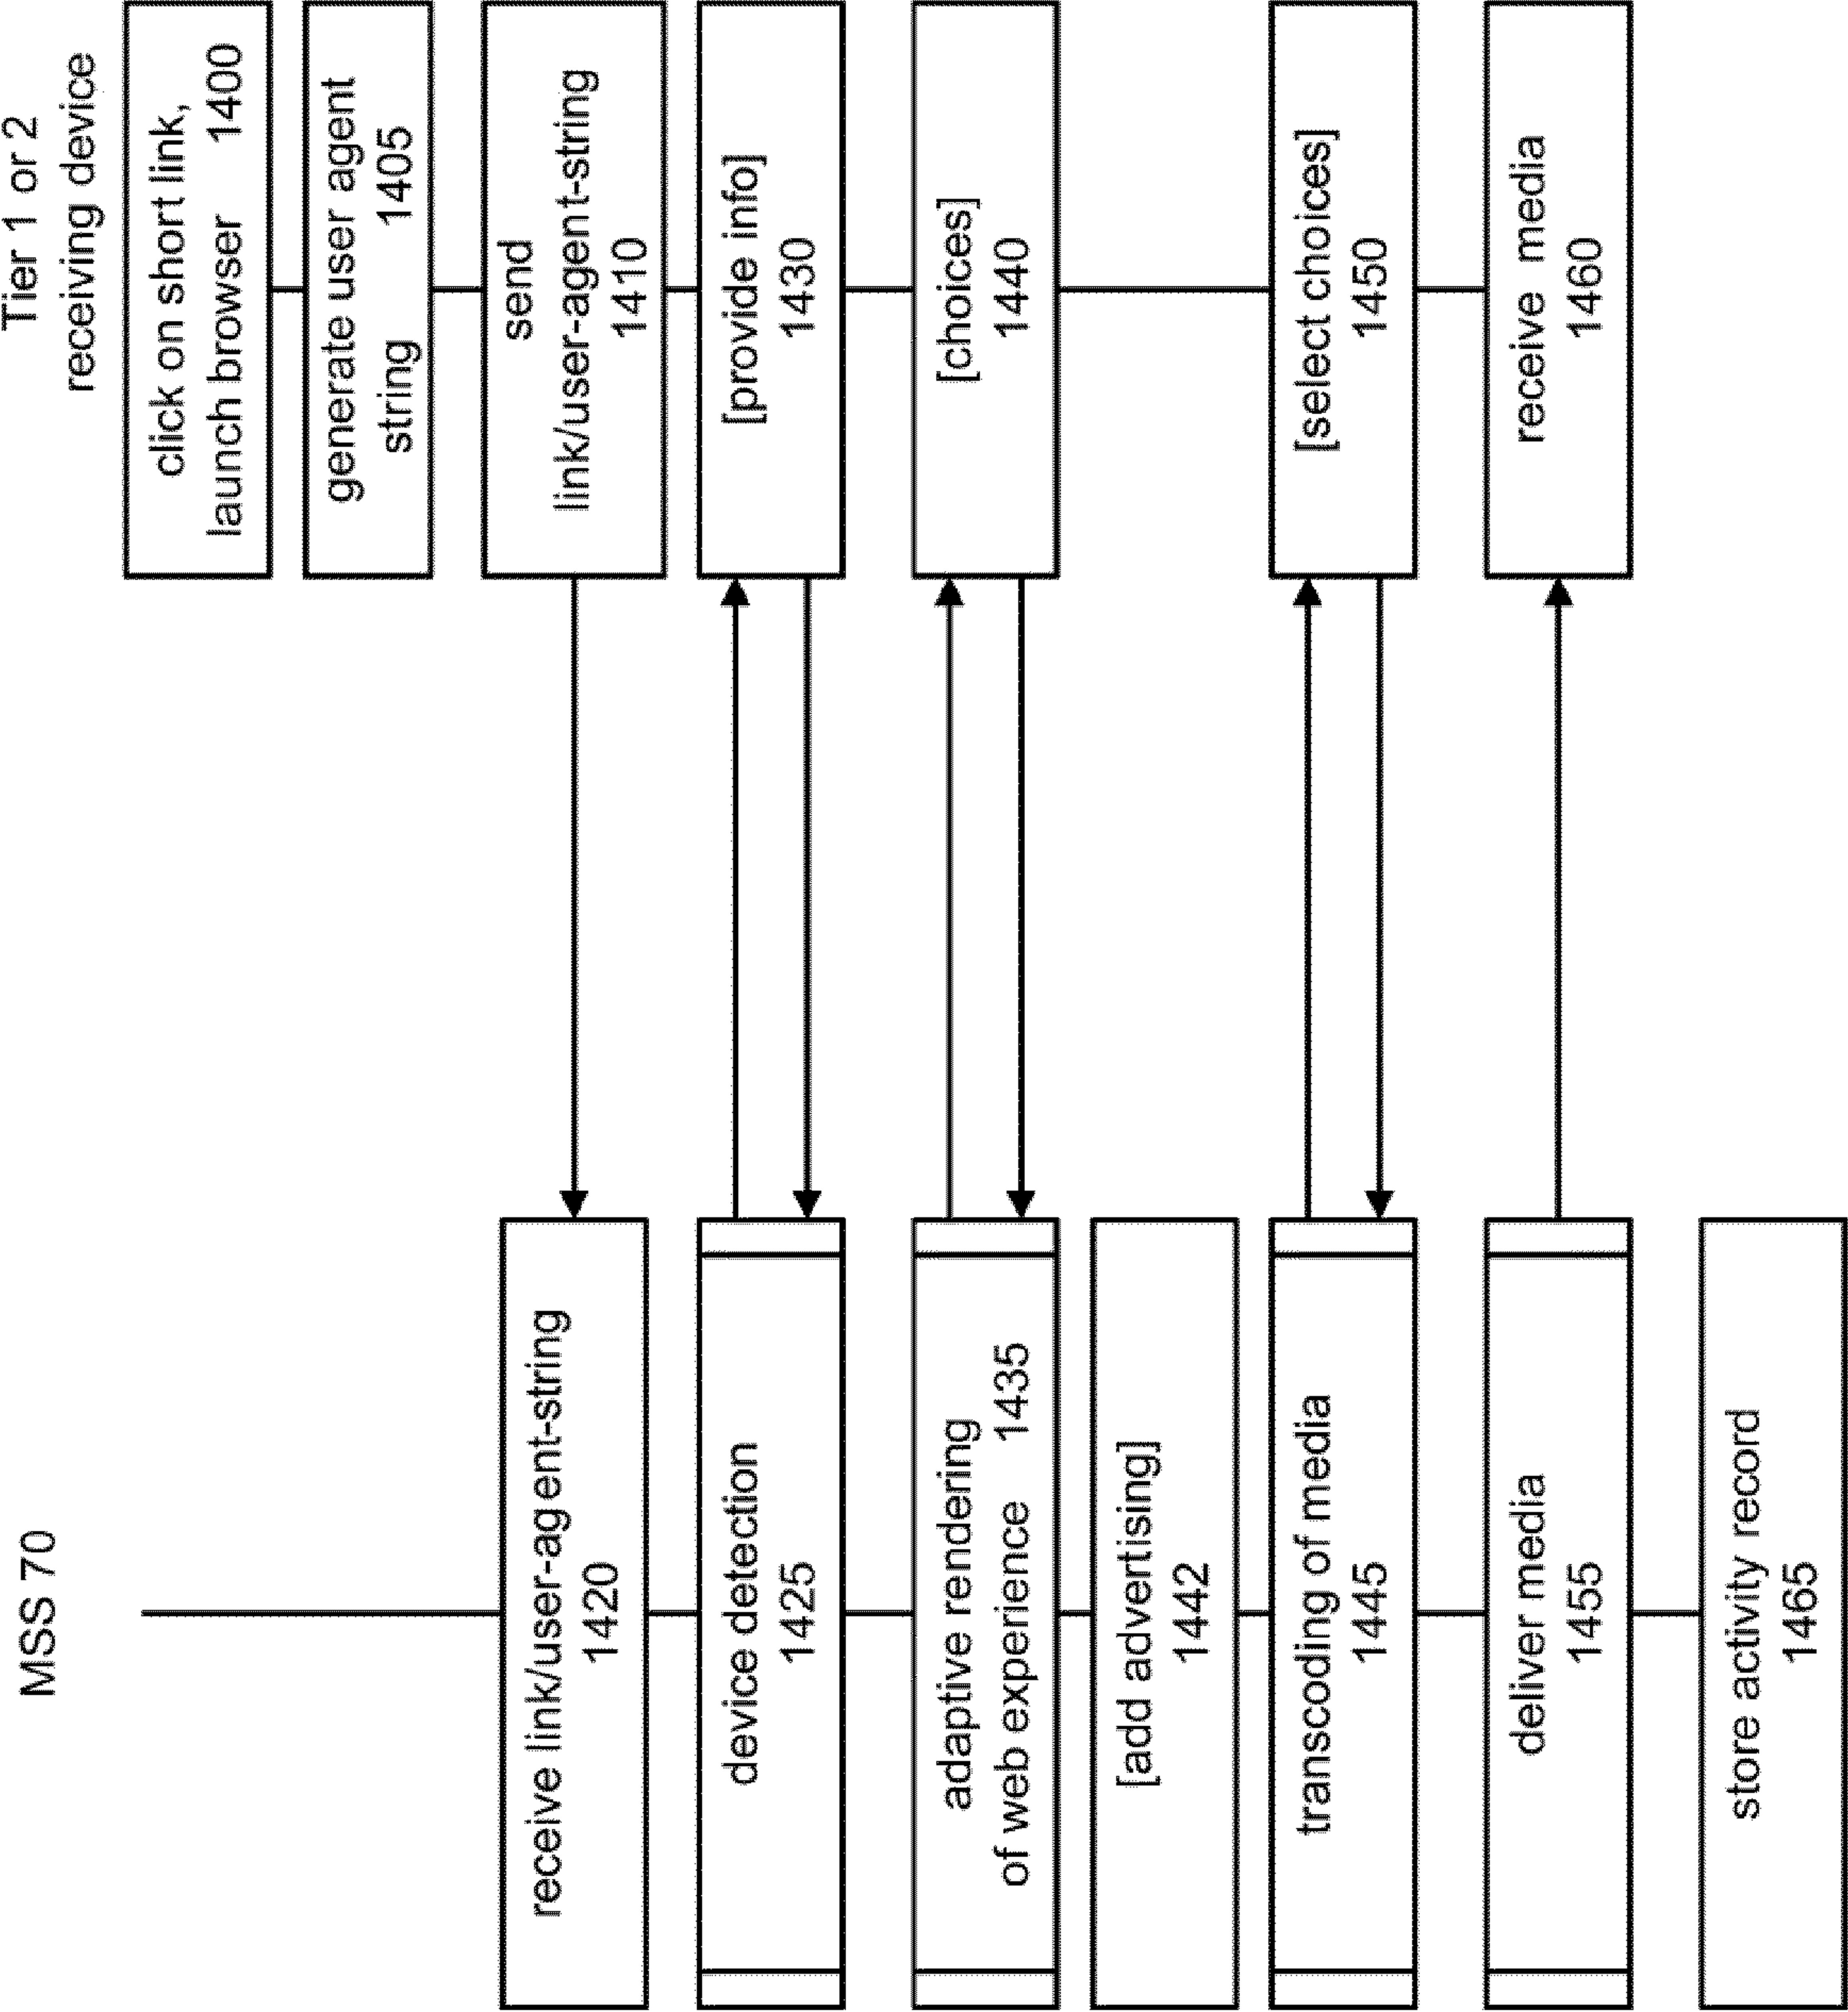 MSS 70
Tier 1 or 2
receiving device
click on short link,
launch browser 1400
generate user agent
string 1405
send
link/user-agent-string
1410
receive link/user-agent-string
1420
device detection
1425
[provide info]
1430
adaptive rendering
of web experience 1435
[choices]
1440
[add advertising]
1442
transcoding of media
1445
[select choices]
1450
deliver media
1455
receive media
1460
store activity record
1465